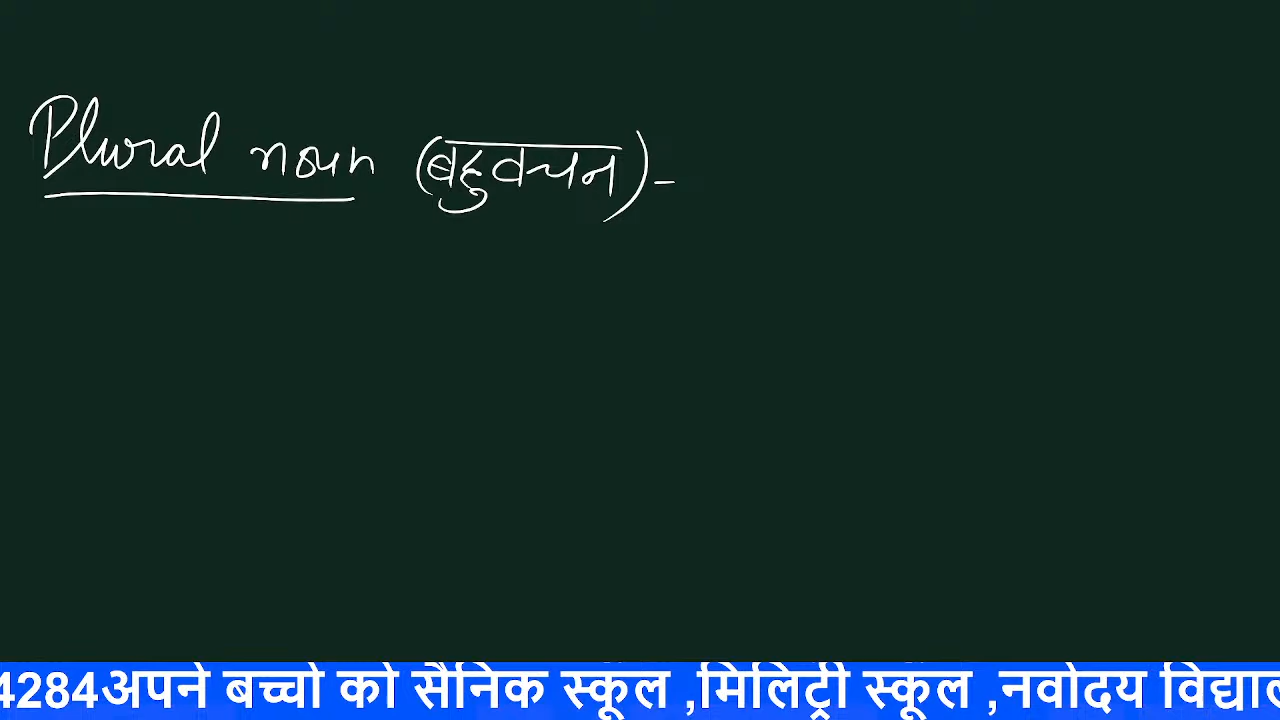 Plural noun (बहुवचन) -
4284अपने बच्चो को सैनिक स्कूल ,मिलिट्री स्कूल ,नवोदय विद्याल